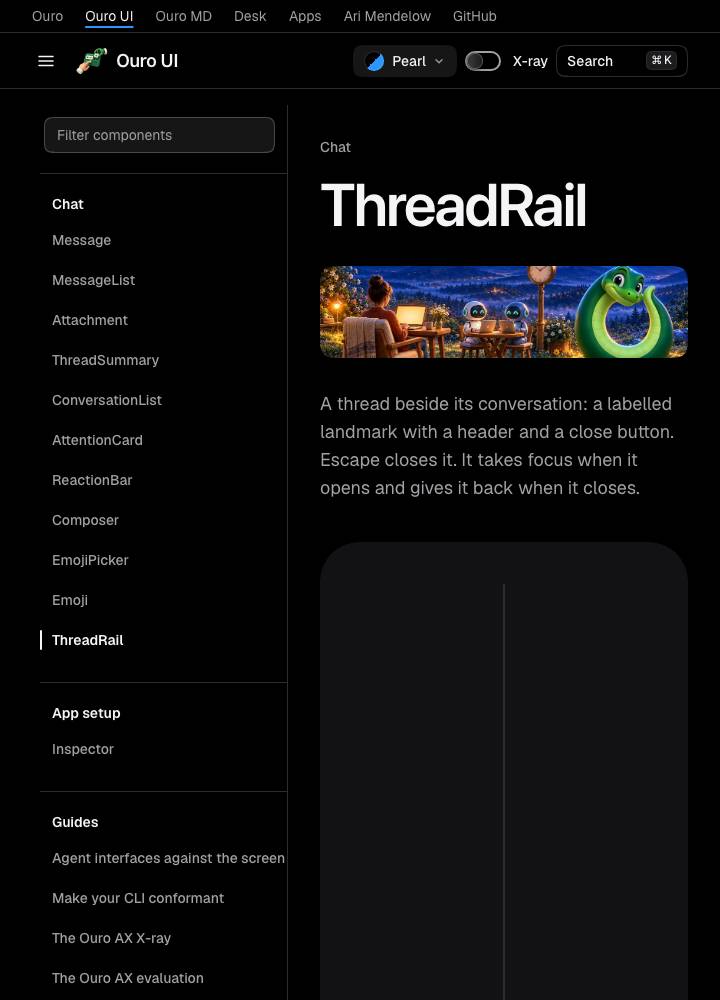 Ouro Ouro UI Ouro MD Desk Apps Ari Mendelow GitHub
Ouro UI Pearl X-ray Search ⌘ K
Filter components
Chat
Message
MessageList
Attachment
ThreadSummary
ConversationList
AttentionCard
ReactionBar
Composer
EmojiPicker
Emoji
ThreadRail
App setup
Inspector
Guides
Agent interfaces against the screen
Make your CLI conformant
The Ouro AX X-ray
The Ouro AX evaluation
Chat
ThreadRail
A thread beside its conversation: a labelled
landmark with a header and a close button.
Escape closes it. It takes focus when it
opens and gives it back when it closes.